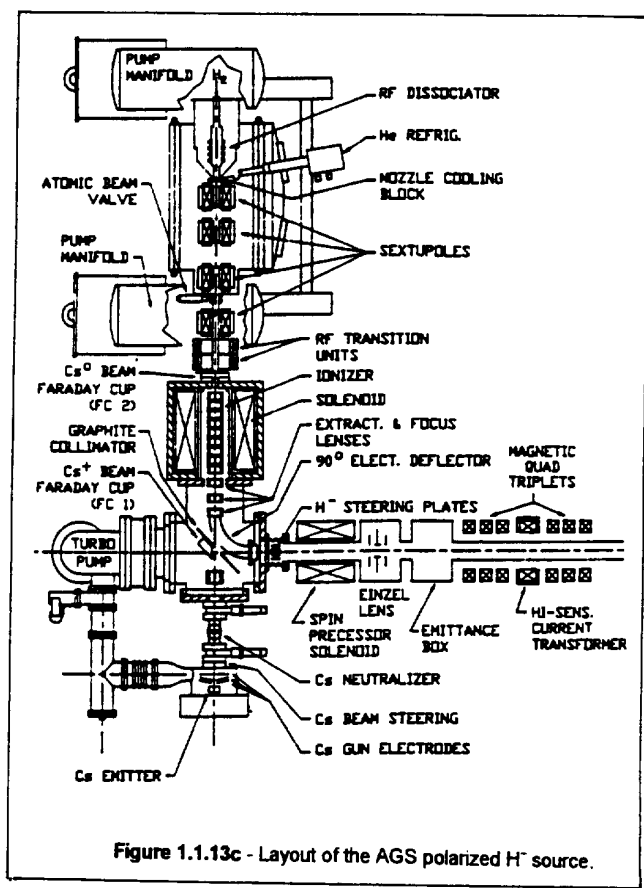 PUMP
MANIFOLD
H₂
RF DISSOCIATOR
He REFRIG.
NOZZLE COOLING
BLOCK
ATOMIC BEAM
VALVE
SEXTUPOLES
PUMP
MANIFOLD
RF TRANSITION
UNITS
Cs⁰ BEAM
FARADAY CUP
(FC 2)
IONIZER
SOLENOID
GRAPHITE
COLLIMATOR
EXTRACT. & FOCUS
LENSES
Cs⁺ BEAM
FARADAY CUP
(FC 1)
90⁰ ELECT. DEFLECTOR
MAGNETIC
QUAD
TRIPLETS
H⁻ STEERING PLATES
TURBO
PUMP
SPIN
PRECESSOR
SOLENOID
EINZEL
LENS
EMITTANCE
BOX
HI-SENS.
CURRENT
TRANSFORMER
Cs NEUTRALIZER
Cs BEAM STEERING
Cs GUN ELECTRODES
Cs EMITTER
Figure 1.1.13c - Layout of the AGS polarized H⁻ source.